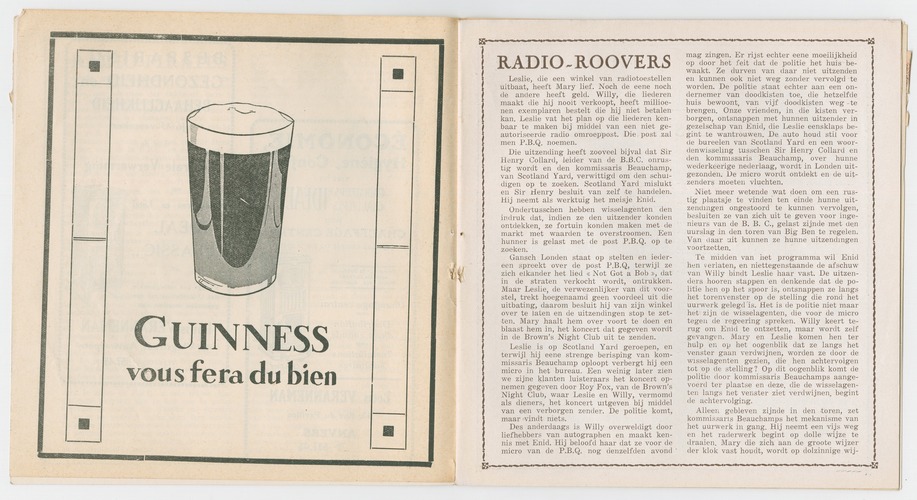 GUINNESS
vous fera du bien
RADIO-ROOVERS
Leslie, die een winkel van radiotoestellen
uitbaat, heeft Mary lief. Noch de eene noch
de andere heeft geld. Willy, die liederen
maakt die hij nooit verkoopt, heeft millioe-
nen exemplaren bestelt die hij niet betalen
kan. Leslie vat het plan op die liederen ken-
baar te maken bij middel van een niet ge-
autoriseerde radio omroeppost. Die post zal
men P.B.Q. noemen.
Die uitzending heeft zooveel bijval dat Sir
Henry Collard, leider van de B.B.C. onrus-
tig wordt en den kommissaris Beauchamp,
van Scotland Yard, verwittigd om den schul-
digen op te zoeken. Scotland Yard mislukt
en Sir Henry besluit van zelf te handelen.
Hij neemt als werktuig het meisje Enid.
Ondertusschen hebben wisselagenten den
indruk dat, indien ze den uitzender konden
ontdekken, ze fortuin konden maken met de
markt met waarden te overstroomen. Een
hunner is gelast met de post P.B.Q. op te
zoeken.
Gansch Londen staat op stelten en ieder-
een spreekt over de post P.B.Q, terwijl ze
zich elkander het lied « Not Got a Bob », dat
in de straten verkocht wordt, ontrukken.
Maar Leslie, de verwezenlijker van dit voor-
stel, trekt hoegenaamd geen voordeel uit die
uitbating, daarom besluit hij van zijn winkel
over te laten en de uitzendingen stop te zet-
ten. Mary haalt hem over voort te doen en
blaast hem in, het koncert dat gegeven wordt
in de Brown's Night Club uit te zenden.
Leslie is op Scotland Yard geroepen, en
terwijl hij eene strenge berisping van kom-
missaris Beauchamp oploopt verbergt hij een
micro in het bureau. Een weinig later zien
we zijne klanten luisteraars het koncert op-
nemen gegeven door Roy Fox, van de Brown's
Night Club, waar Leslie en Willy, vermomd
als dieners, het koncert uitgeven bij middel
van een verborgen zender. De politie komt,
maar vindt niets.
Des anderdaags is Willy overweldigt door
liefhebbers van autographen en maakt ken-
nis met Enid. Hij beloofd haar dat ze voor de
micro van de P.B.Q. nog denzelfden avond
mag zingen. Er rijst echter eene moeilijkheid
op door het feit dat de politie het huis be-
waakt. Ze durven van daar niet uitzenden
en kunnen ook niet weg zonder vervolgd te
worden. De politie staat echter aan een on-
dernemer van doodkisten toe, die hetzelfde
huis bewoont, van vijf doodkisten weg te
brengen. Onze vrienden, in die kisten ver-
borgen, ontsnappen met hunnen uitzender in
gezelschap van Enid, die Leslie eensklaps be-
gint te wantrouwen. De auto houd stil voor
de bureelen van Scotland Yard en een woor-
denwisseling tusschen Sir Henry Collard en
den kommissaris Beauchamp, over hunne
wederkeerige nederlaag, wordt in Londen uit-
gezonden. De micro wordt ontdekt en de uit-
zenders moeten vluchten.
Niet meer wetende wat doen om een rus-
tig plaatsje te vinden ten einde hunne uit-
zendingen ongestoord te kunnen vervolgen,
besluiten ze van zich uit te geven voor inge-
nieurs van de B. B. C., gelast zijnde met den
uurslag in den toren van Big Ben te regelen.
Van daar uit kunnen ze hunne uitzendingen
voortzetten.
Te midden van het programma wil Enid
hen verraten, en niettegenstaande de afschuw
van Willy bindt Leslie haar vast. De uitzen-
ders hooren stappen en denkende dat de po-
litie hen op het spoor is, ontsnappen ze langs
het torenvenster op de stelling die rond het
uurwerk gelegd is. Het is de politie niet maar
het zijn de wisselagenten, die voor de micro
tegen de regeering spreken. Willy keert te-
rug om Enid te ontzetten, maar wordt zelf
gevangen. Mary en Leslie komen hen ter
hulp en op het oogenblik dat ze langs het
venster gaan verdwijnen, worden ze door de
wisselagenten gezien, die hen achtervolgen
tot op de stelling? Op dit oogenblik komt de
politie door kommissaris Beauchamps aange-
voerd ter plaatse en deze, die de wisselagen-
ten langs het venster ziet verdwijnen, begint
de achtervolging.
Alleen gebleven zijnde in den toren, zet
kommissaris Beauchamps het mekanisme van
het uurwerk in gang. Hij neemt een vijs weg
en het raderwerk begint op dolle wijze te
draaien, Mary die zich aan de groote wijzer
der klok vast houdt, wordt op dolzinnige wij-